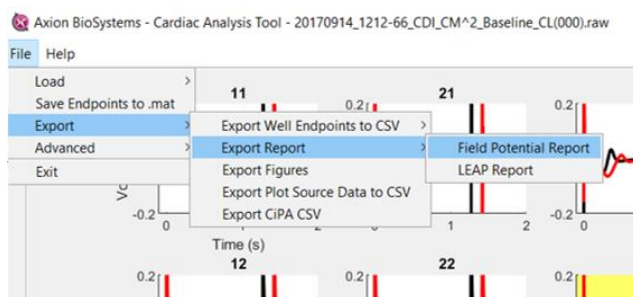 Axion BioSystems - Cardiac Analysis Tool - 20170914_1212-66_CDI_CM^2_Baseline_CL(000).raw
File Help
Load >
Save Endpoints to .mat
Export >
Advanced >
Exit
Export Well Endpoints to CSV >
Export Report >
Export Figures
Export Plot Source Data to CSV
Export CiPA CSV
Field Potential Report
LEAP Report
11 21
0.2 0.2
-0.2 -0.2
0 1 2 0
Time (s)
12 22
0.2 0.2 0.2